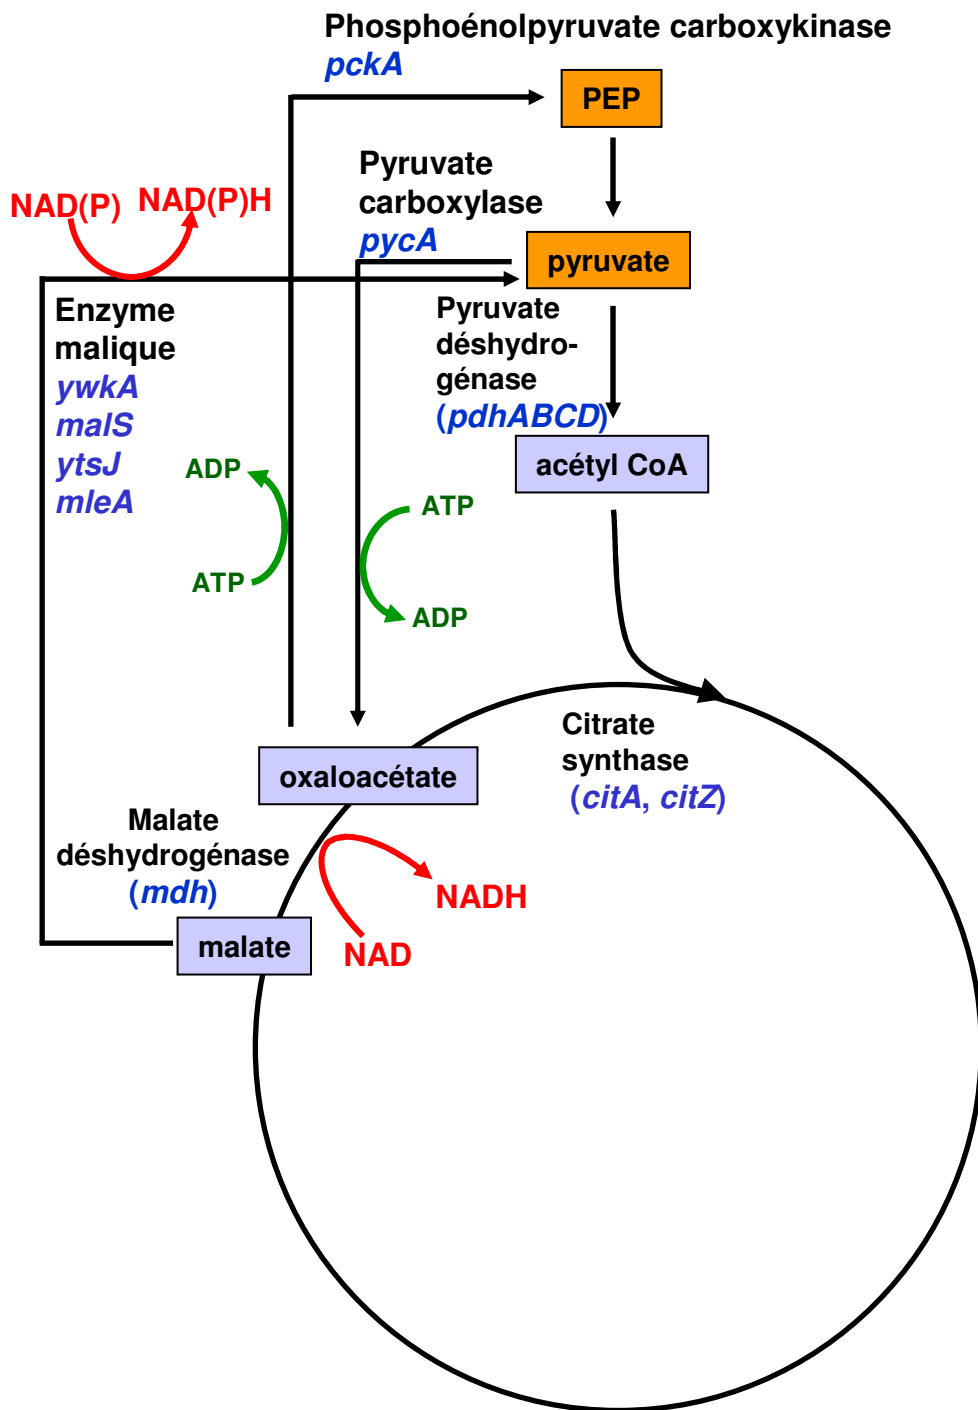 Phosphoénolpyruvate carboxykinase
pckA
PEP
Pyruvate
carboxylase
pycA
NAD(P)
NAD(P)H
pyruvate
Enzyme
malique
ywkA
malS
ytsJ
mleA
Pyruvate
déshydro-
génase
(pdhABCD)
acétyl CoA
ADP
ATP
ATP
ADP
Citrate
synthase
(citA, citZ)
oxaloacétate
Malate
déshydrogénase
(mdh)
NADH
NAD
malate